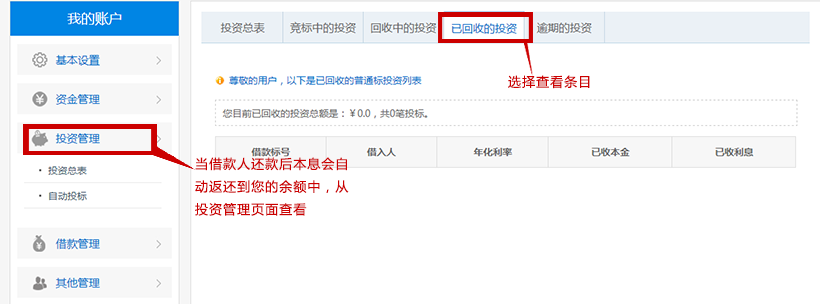 我的账户
基本设置
资金管理
投资管理
投资总表
自动投标
借款管理
其他管理
投资总表 竞标中的投资 回收中的投资 已回收的投资 逾期的投资
选择查看条目
尊敬的用户，以下是已回收的普通标投资列表
您目前已回收的投资总额是：￥0.0，共0笔投标。
借款标号 借入人 年化利率 已收本金 已收利息
当借款人还款后本息会自
动返还到您的余额中，从
投资管理页面查看